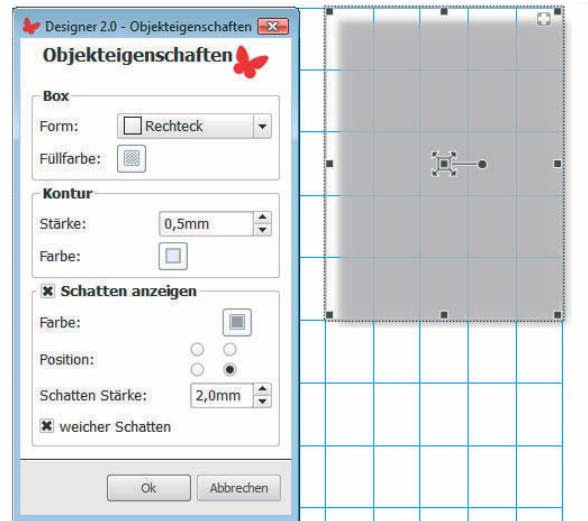 Designer 2.0 - Objekteigenschaften
Objekteigenschaften
Box
Form: Rechteck
Füllfarbe:
Kontur
Stärke: 0,5mm
Farbe:
Schatten anzeigen
Farbe:
Position:
Schatten Stärke: 2,0mm
weicher Schatten
Ok Abbrechen